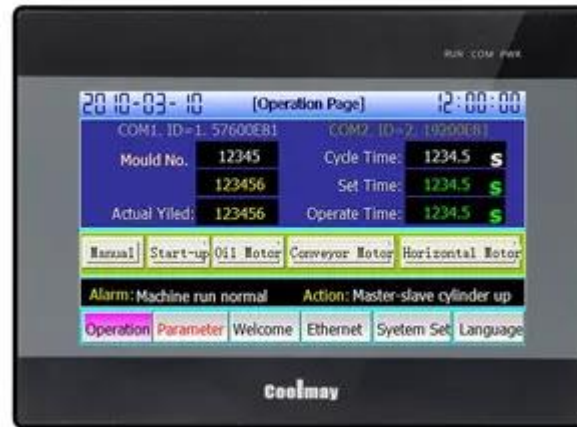 RUN COM PWR
2010-03-10 [Operation Page] 12:00:00
COM1. ID=1. 57600E81 COM2. ID=2. 19200E81
Mould No. 12345 Cycle Time: 1234.5 S
123456 Set Time: 1234.5 S
Actual Yiled: 123456 Operate Time: 1234.5 S
Manual Start-up Oil Motor Conveyor Motor Horizontal Motor
Alarm: Machine run normal Action: Master-slave cylinder up
Operation Parameter Welcome Ethernet Syetem Set Language
Coolmay